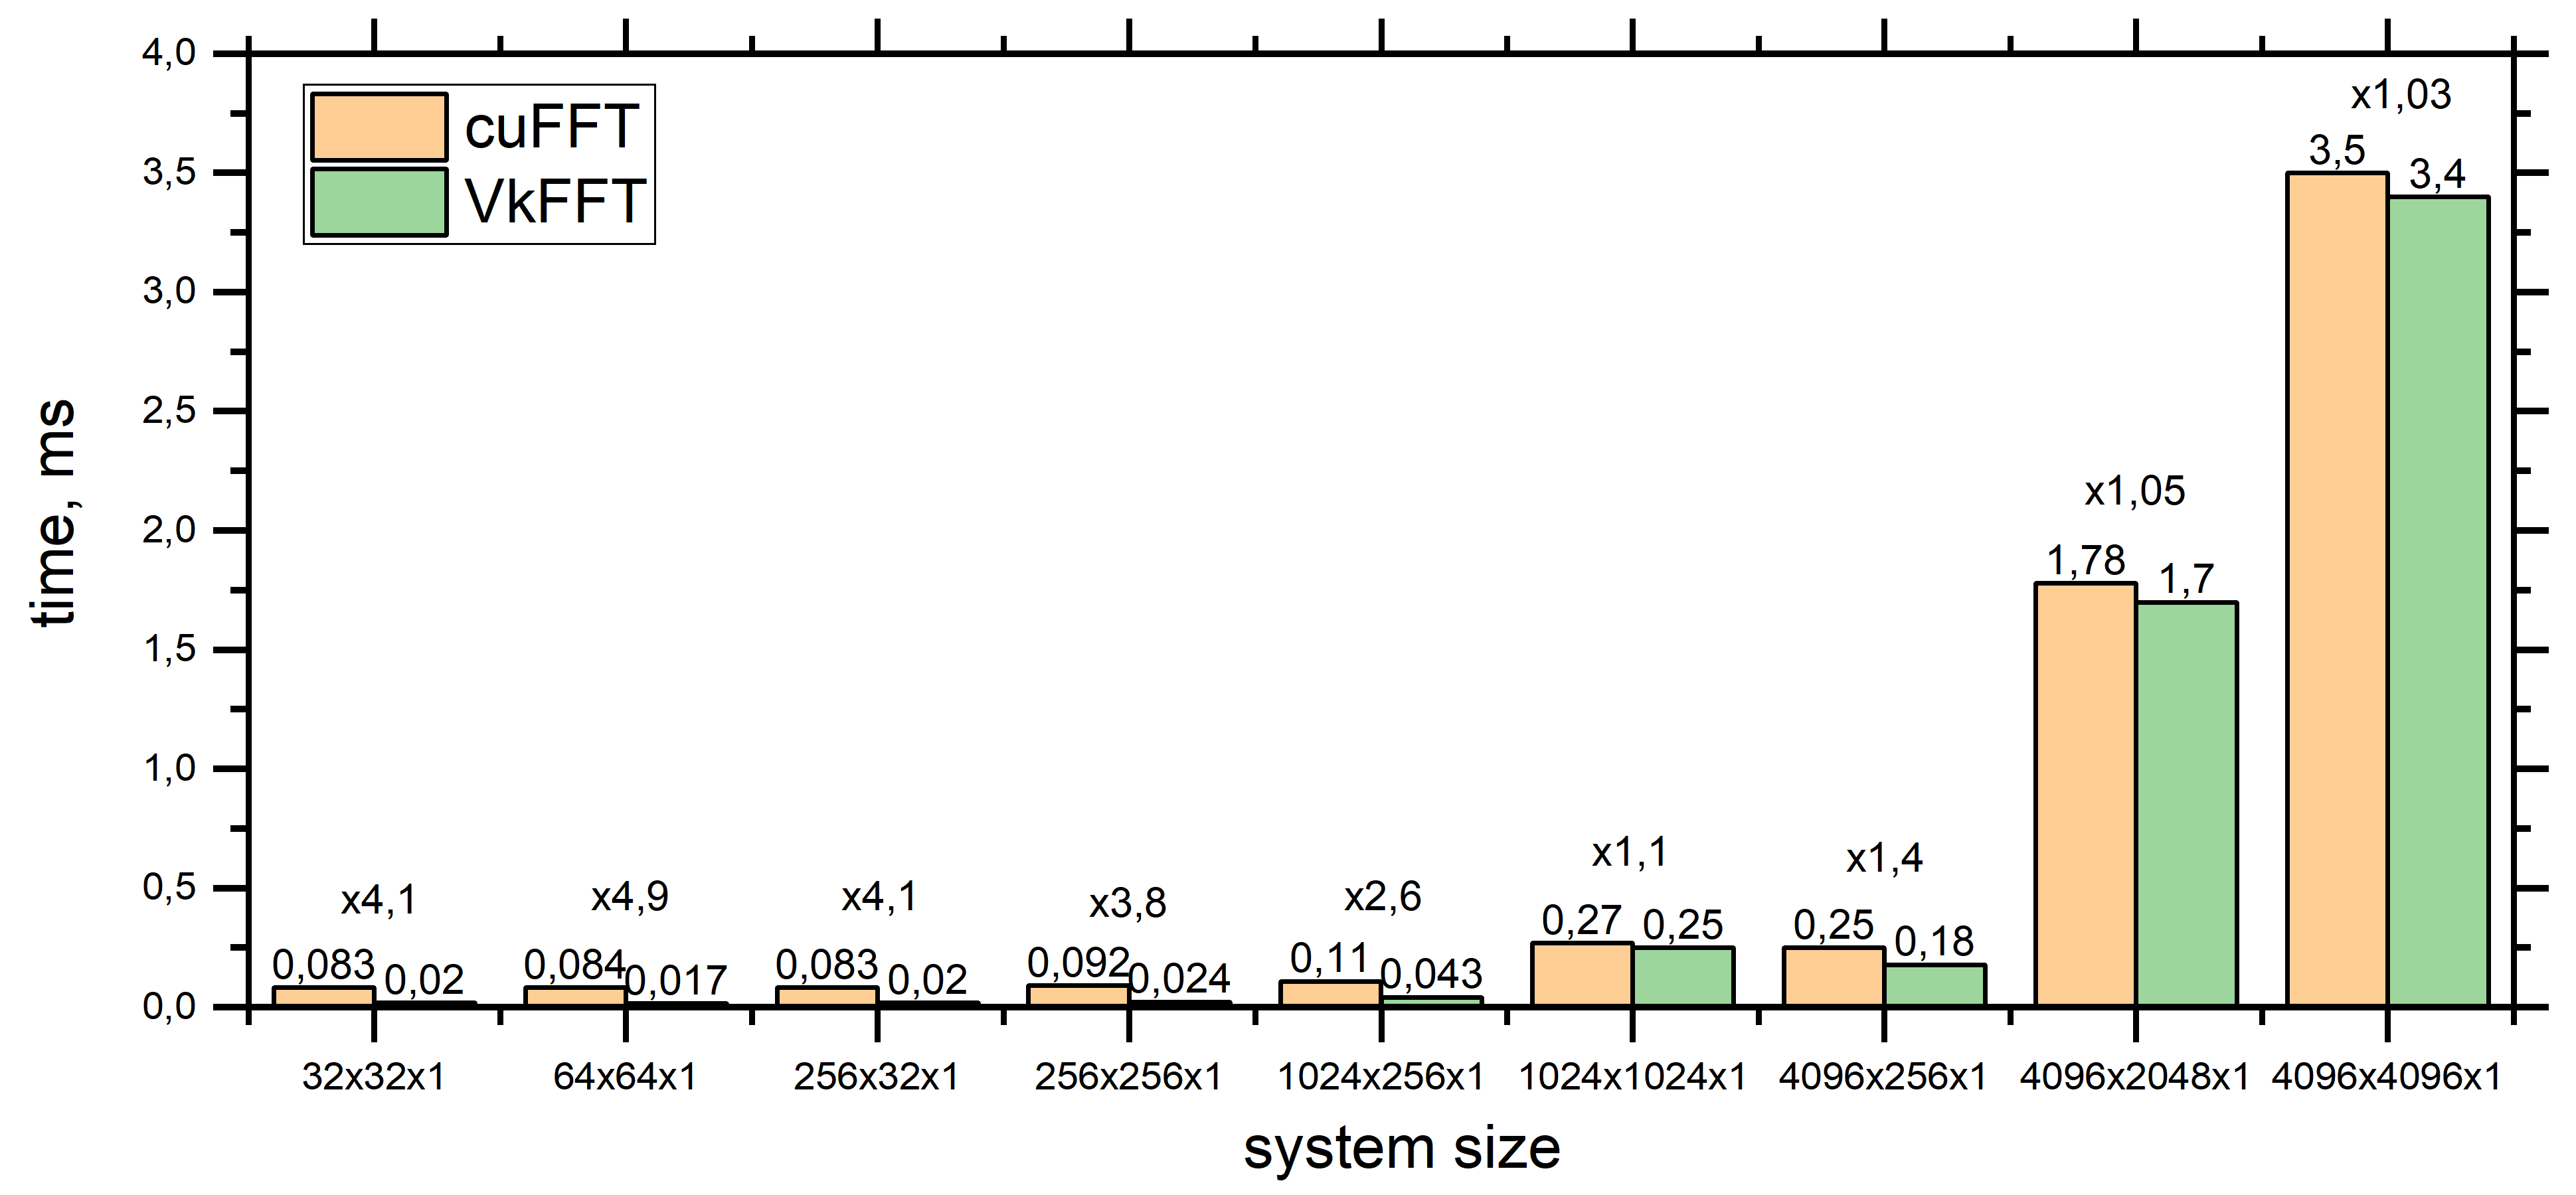 4,0
3,5
3,0
2,5
2,0
1,5
1,0
0,5
0,0
time, ms
cuFFT
VkFFT
x4,1
0,083
0,02
x4,9
0,084
0,017
x4,1
0,083
0,02
x3,8
0,092
0,024
x2,6
0,11
0,043
x1,1
0,27
0,25
x1,4
0,25
0,18
x1,05
1,78
1,7
x1,03
3,5
3,4
32x32x1
64x64x1
256x32x1
256x256x1
1024x256x1
1024x1024x1
4096x256x1
4096x2048x1
4096x4096x1
system size